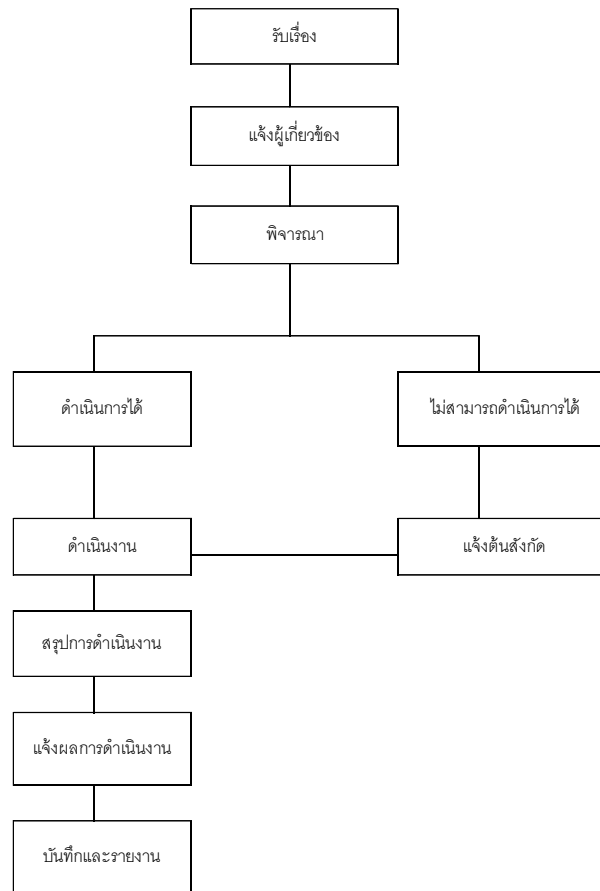 รับเรื่อง
แจ้งผู้เกี่ยวข้อง
พิจารณา
ดำเนินการได้
ไม่สามารถดำเนินการได้
ดำเนินงาน
แจ้งต้นสังกัด
สรุปการดำเนินงาน
แจ้งผลการดำเนินงาน
บันทึกและรายงาน